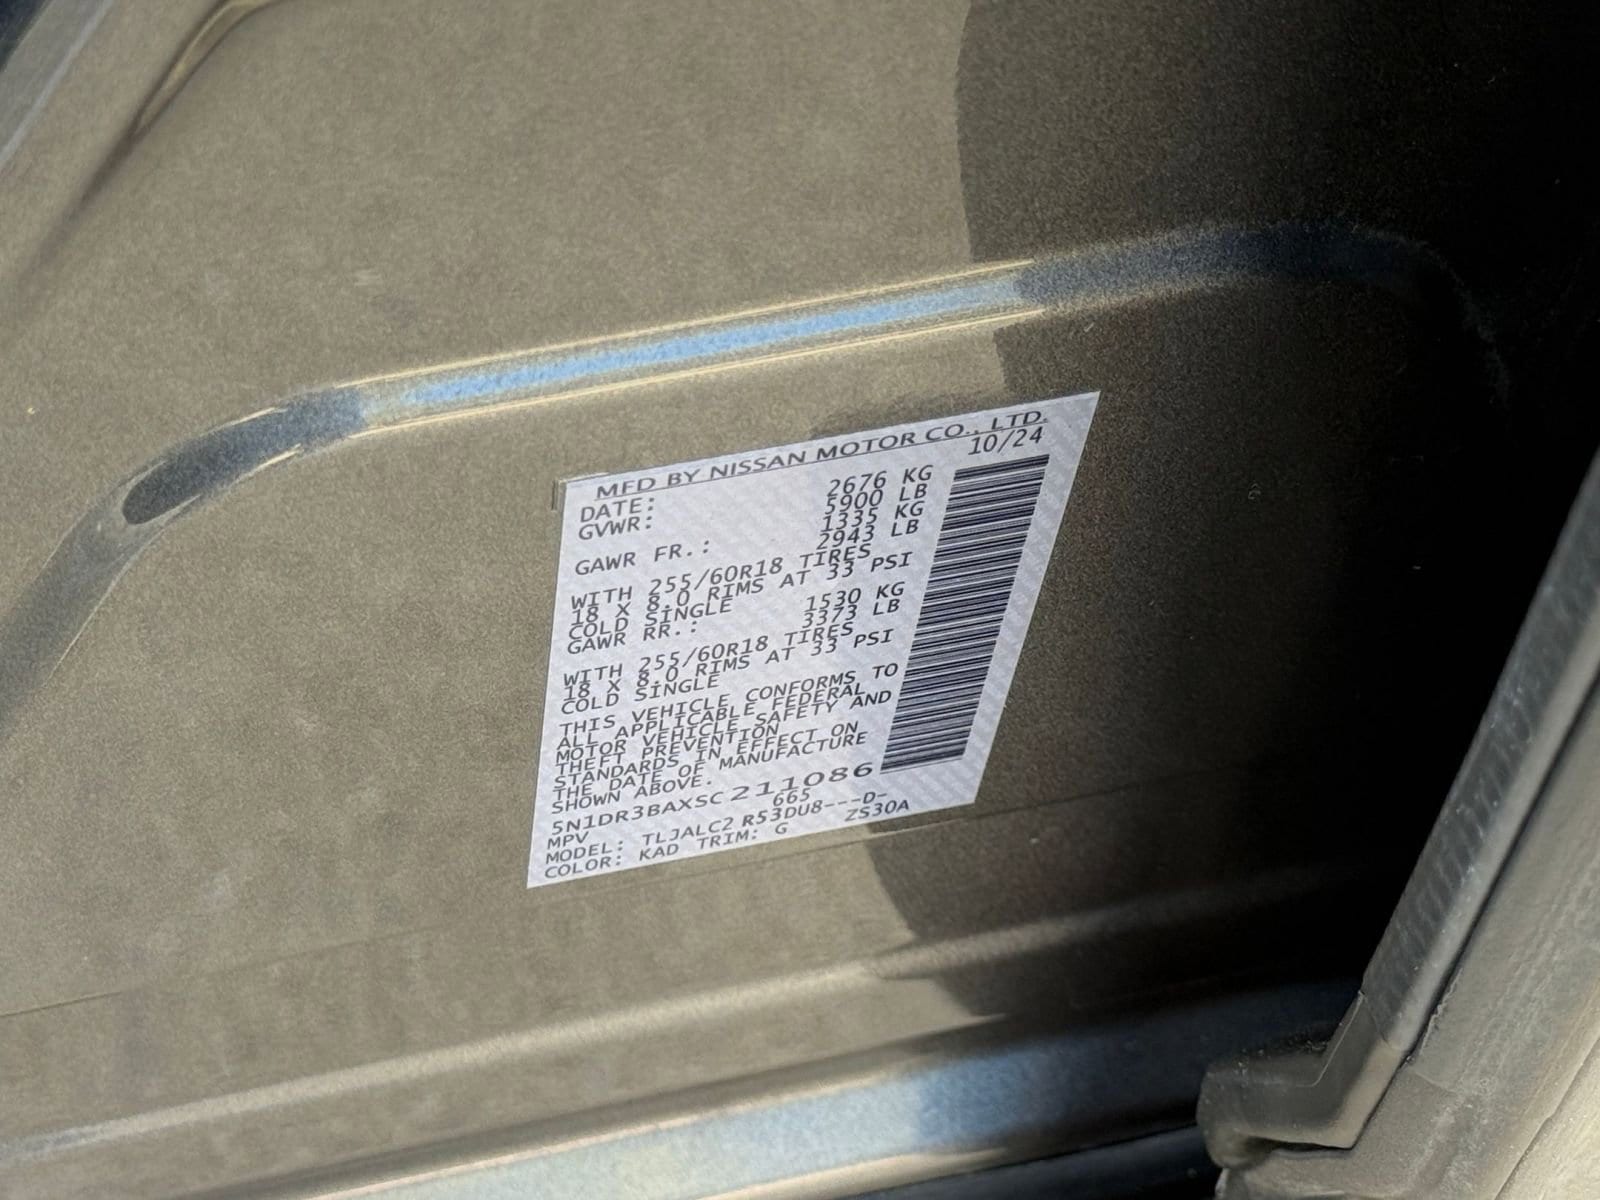 MFD BY NISSAN MOTOR CO., LTD.
DATE: 10/24
GVWR: 2676 KG
5900 LB
GAWR FR.: 1335 KG
2943 LB
WITH 255/60R18 TIRES
18 X 8.0 RIMS AT 33 PSI
COLD SINGLE
GAWR RR.: 1530 KG
3373 LB
WITH 255/60R18 TIRES
18 X 8.0 RIMS AT 33 PSI
COLD SINGLE
THIS VEHICLE CONFORMS TO
ALL APPLICABLE FEDERAL
MOTOR VEHICLE SAFETY AND
THEFT PREVENTION
STANDARDS IN EFFECT ON
THE DATE OF MANUFACTURE
SHOWN ABOVE.
5N1DR3BAXSC211086
MPV 665
MODEL: TLJALC2 R53DU8---D-
COLOR: KAD TRIM: G ZS30A